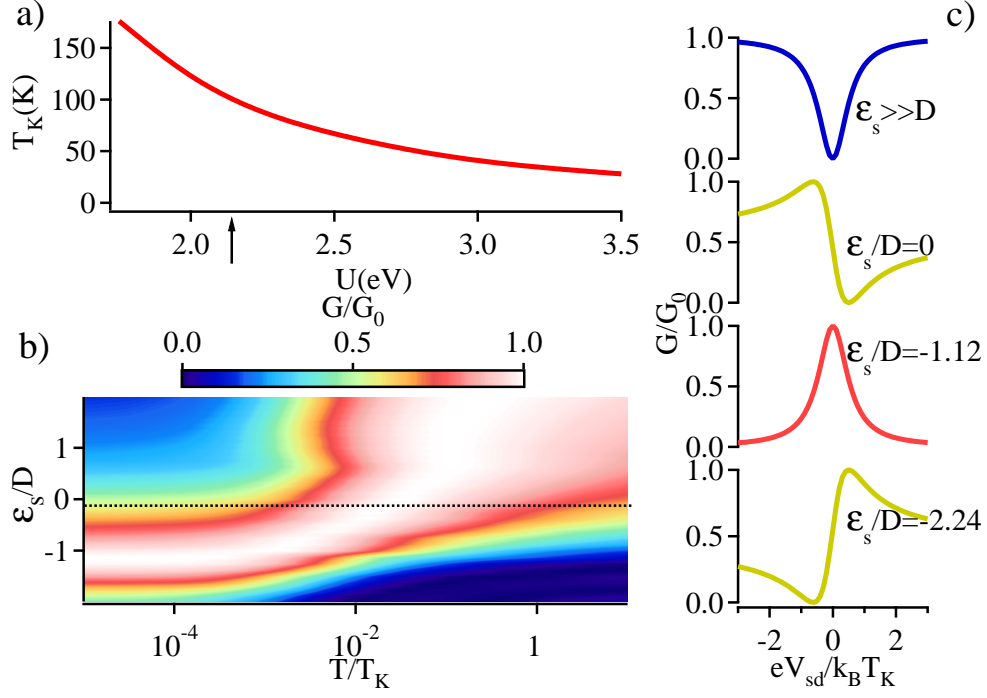 a)
T_K(K)
150
100
50
0
2.0 2.5 3.0 3.5
U(eV)
b)
G/G_0
0.0 0.5 1.0
ε_s/D
1
0
-1
10^-4 10^-2 1
T/T_K
c)
G/G_0
1.0
0.5
0.0
ε_s>>D
1.0
0.5
0.0
ε_s/D=0
1.0
0.5
0.0
ε_s/D=-1.12
1.0
0.5
0.0
ε_s/D=-2.24
-2 0 2
eV_sd/k_BT_K